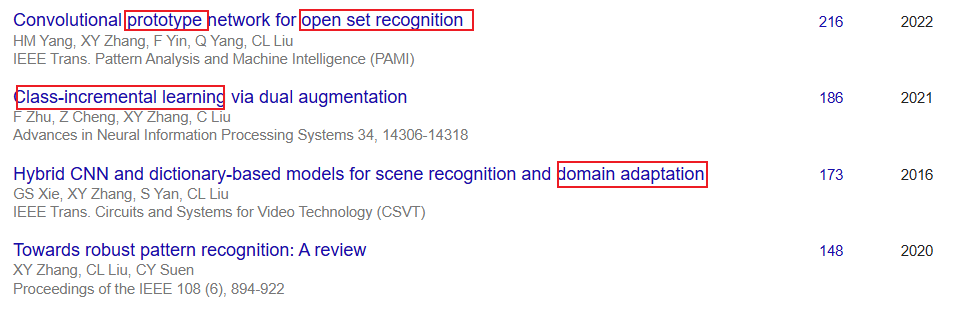 Convolutional prototype network for open set recognition 216 2022
HM Yang, XY Zhang, F Yin, Q Yang, CL Liu
IEEE Trans. Pattern Analysis and Machine Intelligence (PAMI)
Class-incremental learning via dual augmentation 186 2021
F Zhu, Z Cheng, XY Zhang, C Liu
Advances in Neural Information Processing Systems 34, 14306-14318
Hybrid CNN and dictionary-based models for scene recognition and domain adaptation 173 2016
GS Xie, XY Zhang, S Yan, CL Liu
IEEE Trans. Circuits and Systems for Video Technology (CSVT)
Towards robust pattern recognition: A review 148 2020
XY Zhang, CL Liu, CY Suen
Proceedings of the IEEE 108 (6), 894-922